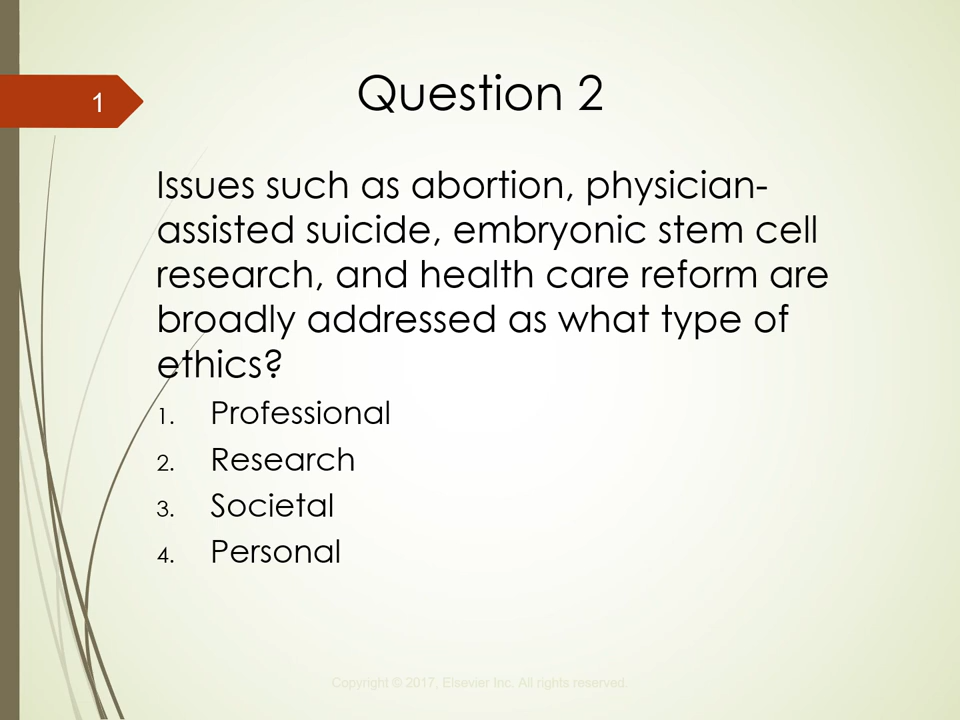 1
Question 2
Issues such as abortion, physician-
assisted suicide, embryonic stem cell
research, and health care reform are
broadly addressed as what type of
ethics?
1. Professional
2. Research
3. Societal
4. Personal
Copyright © 2017, Elsevier Inc. All rights reserved.